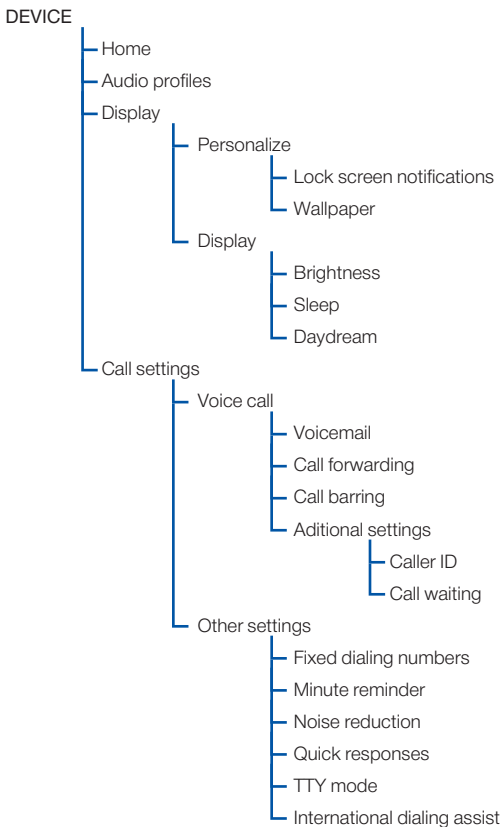 DEVICE
Home
Audio profiles
Display
Personalize
Lock screen notifications
Wallpaper
Display
Brightness
Sleep
Daydream
Call settings
Voice call
Voicemail
Call forwarding
Call barring
Aditional settings
Caller ID
Call waiting
Other settings
Fixed dialing numbers
Minute reminder
Noise reduction
Quick responses
TTY mode
International dialing assist